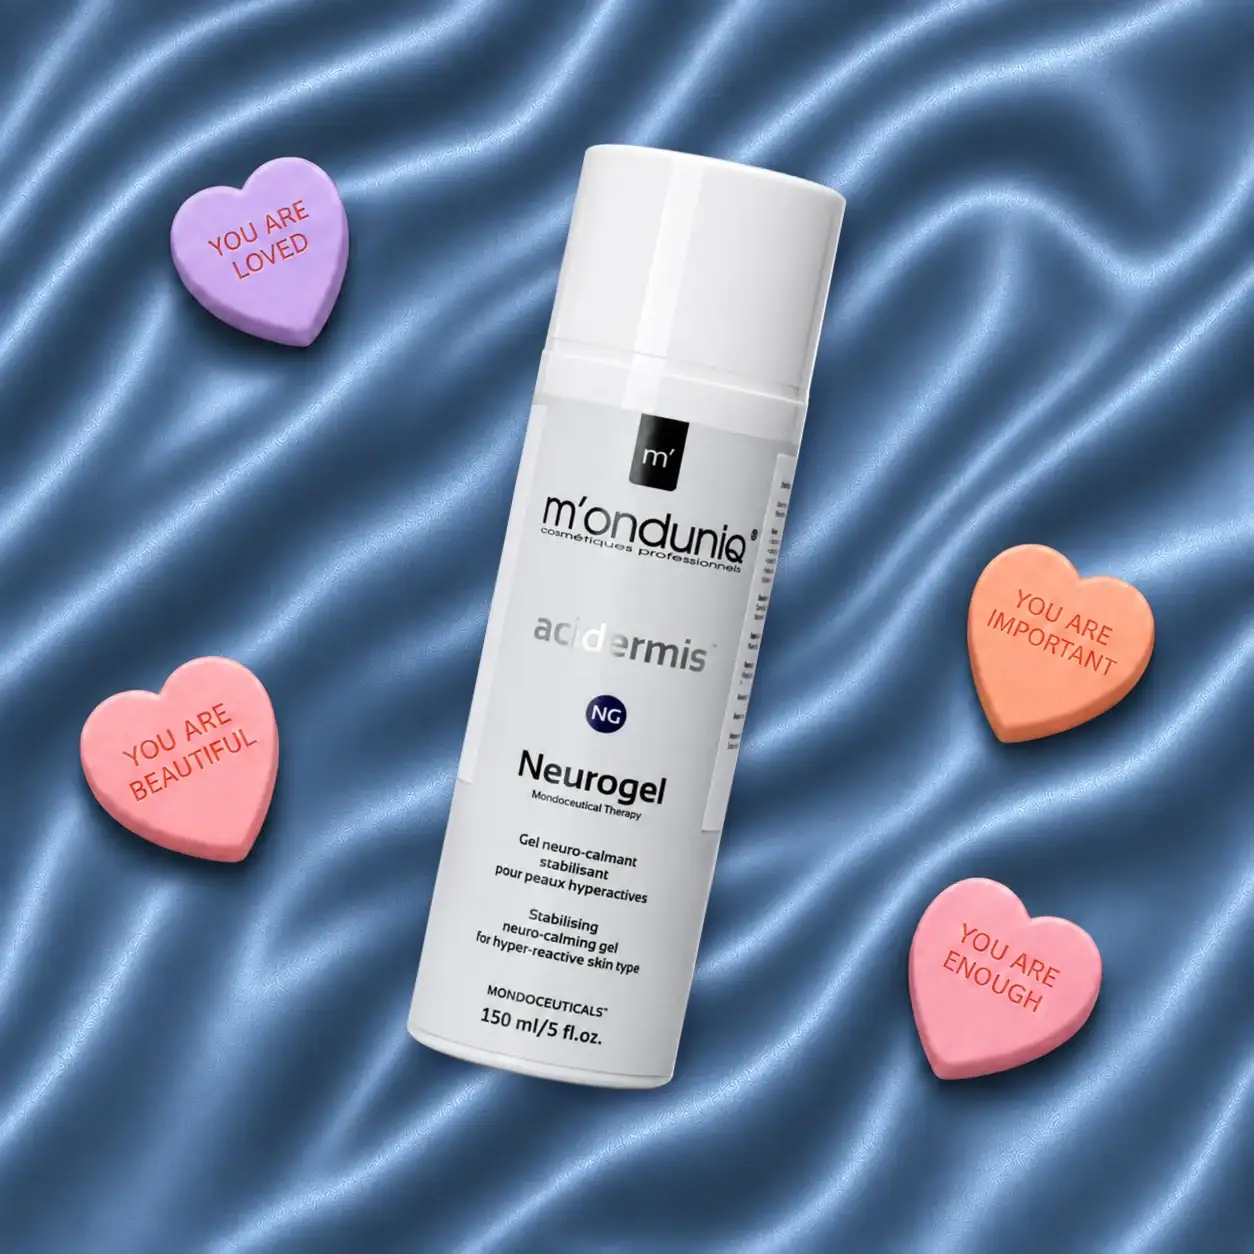 YOU ARE
LOVED
m'
m'onduniq®
cosmétiques professionnels
acidermis™
NG
Neurogel
Mondoceutical Therapy
Gel neuro-calmant
stabilisant
pour peaux hyperactives
Stabilising
neuro-calming gel
for hyper-reactive skin type
MONDOCEUTICALS™
150 ml/5 fl.oz.
YOU ARE
IMPORTANT
YOU ARE
BEAUTIFUL
YOU ARE
ENOUGH